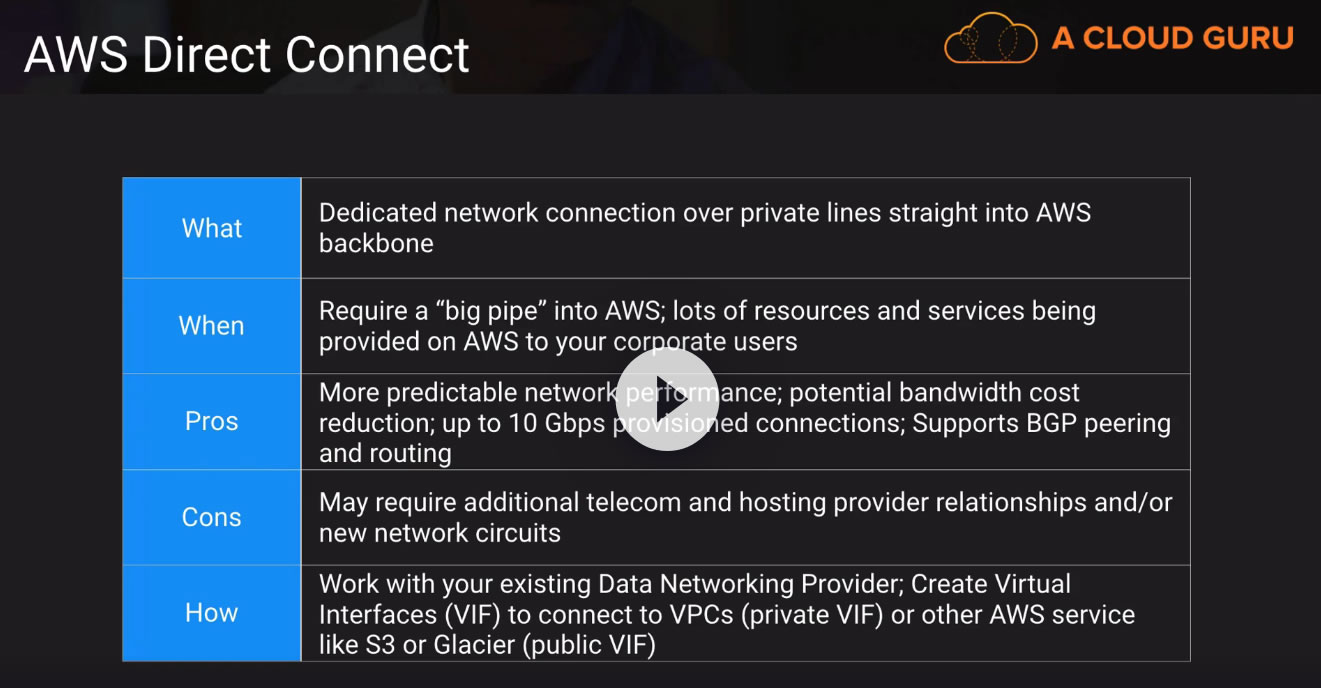 AWS Direct Connect
A CLOUD GURU
What
Dedicated network connection over private lines straight into AWS
backbone
When
Require a “big pipe” into AWS; lots of resources and services being
provided on AWS to your corporate users
Pros
More predictable network performance; potential bandwidth cost
reduction; up to 10 Gbps provisioned connections; Supports BGP peering
and routing
Cons
May require additional telecom and hosting provider relationships and/or
new network circuits
How
Work with your existing Data Networking Provider; Create Virtual
Interfaces (VIF) to connect to VPCs (private VIF) or other AWS service
like S3 or Glacier (public VIF)